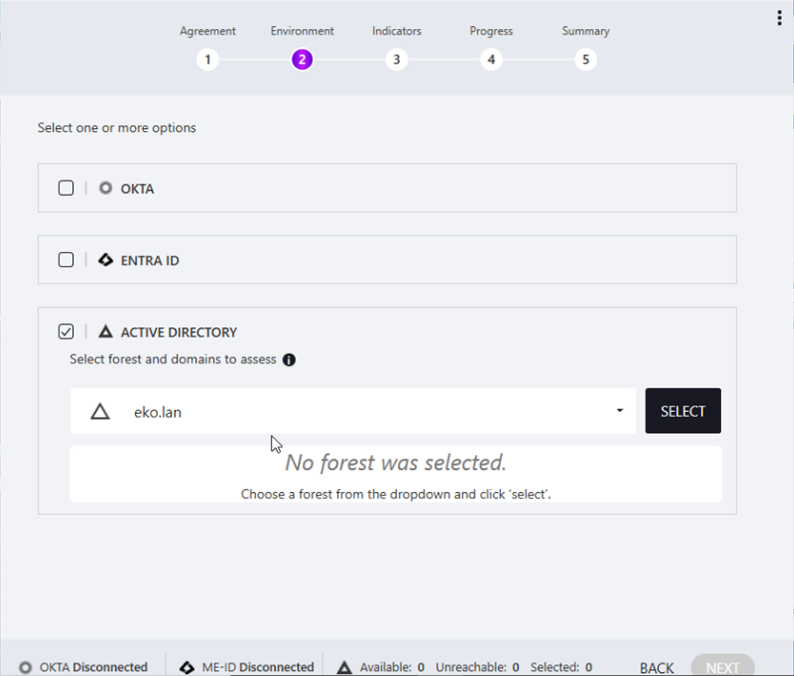 Agreement Environment Indicators Progress Summary
1 2 3 4 5
Select one or more options
OKTA
ENTRA ID
ACTIVE DIRECTORY
Select forest and domains to assess
eko.lan SELECT
No forest was selected.
Choose a forest from the dropdown and click 'select'.
OKTA Disconnected ME-ID Disconnected Available: 0 Unreachable: 0 Selected: 0 BACK NEXT